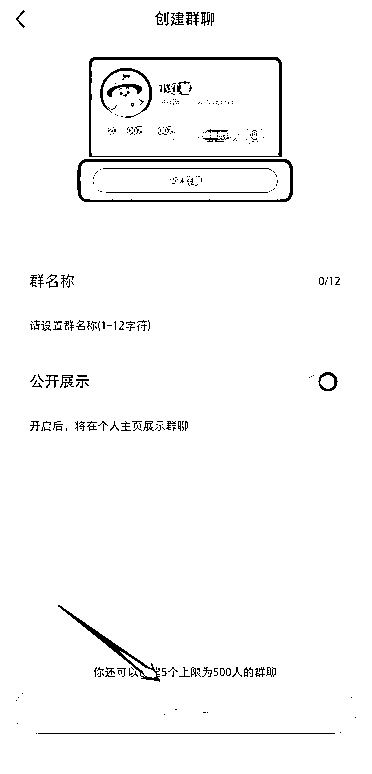 创建群聊
群名称
0/12
请设置群名称(1-12字符)
公开展示
开启后，将在个人主页展示群聊
你还可以 5个上限为500人的群聊